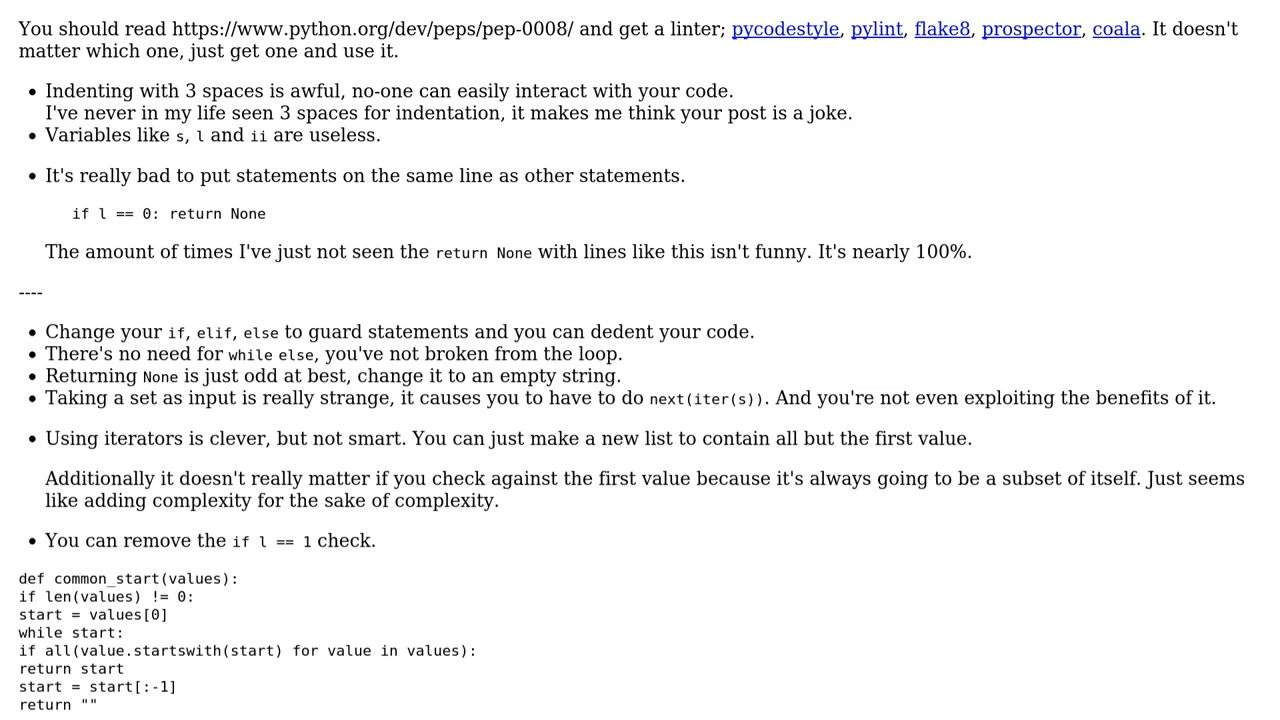 You should read https://www.python.org/dev/peps/pep-0008/ and get a linter; pycodestyle, pylint, flake8, prospector, coala. It doesn't
matter which one, just get one and use it.
• Indenting with 3 spaces is awful, no-one can easily interact with your code.
I've never in my life seen 3 spaces for indentation, it makes me think your post is a joke.
• Variables like s, l and ii are useless.
• It's really bad to put statements on the same line as other statements.
if l == 0: return None
The amount of times I've just not seen the return None with lines like this isn't funny. It's nearly 100%.
----
• Change your if, elif, else to guard statements and you can dedent your code.
• There's no need for while else, you've not broken from the loop.
• Returning None is just odd at best, change it to an empty string.
• Taking a set as input is really strange, it causes you to have to do next(iter(s)). And you're not even exploiting the benefits of it.
• Using iterators is clever, but not smart. You can just make a new list to contain all but the first value.
Additionally it doesn't really matter if you check against the first value because it's always going to be a subset of itself. Just seems
like adding complexity for the sake of complexity.
• You can remove the if l == 1 check.
def common_start(values):
if len(values) != 0:
start = values[0]
while start:
if all(value.startswith(start) for value in values):
return start
start = start[:-1]
return ""